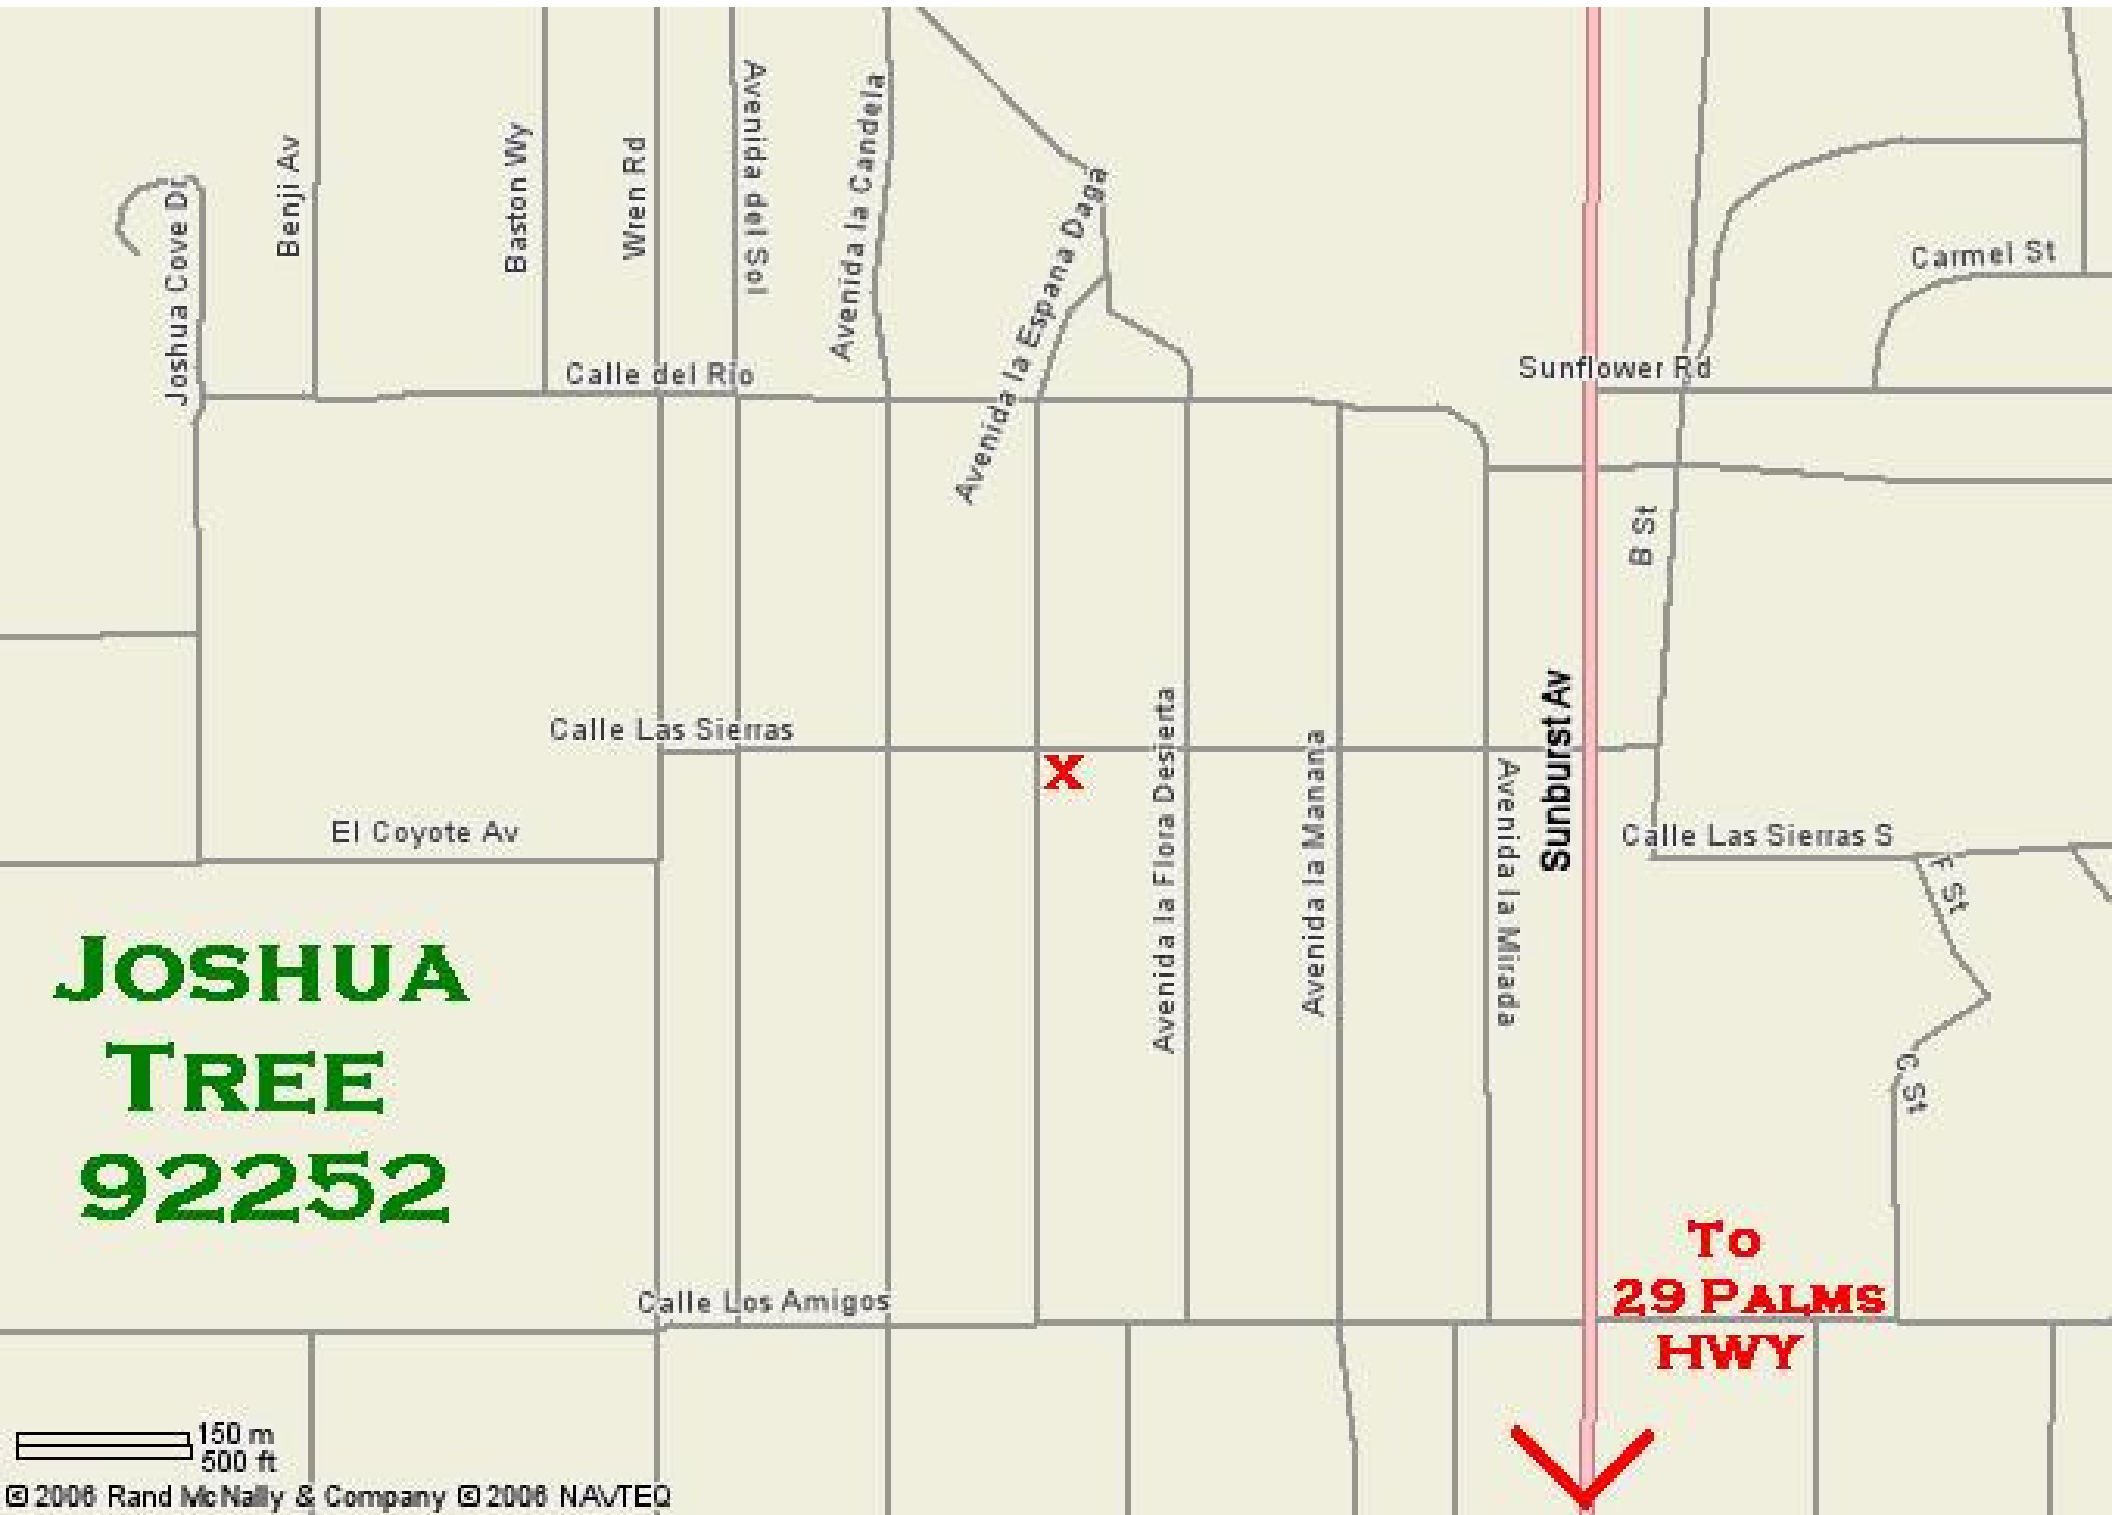 Joshua Cove Dr
Benji Av
Baston Wy
Wren Rd
Avenida del Sol
Avenida la Candela
Avenida la Espana Daga
Carmel St
Calle del Rio
Sunflower Rd
B St
Calle Las Sierras
X
Avenida la Flora Desierta
Avenida la Manana
Avenida la Mirada
Sunburst Av
El Coyote Av
Calle Las Sierras S
F St
C St
JOSHUA
TREE
92252
Calle Los Amigos
TO
29 PALMS
HWY
150 m
500 ft
© 2006 Rand McNally & Company © 2006 NAVTEQ